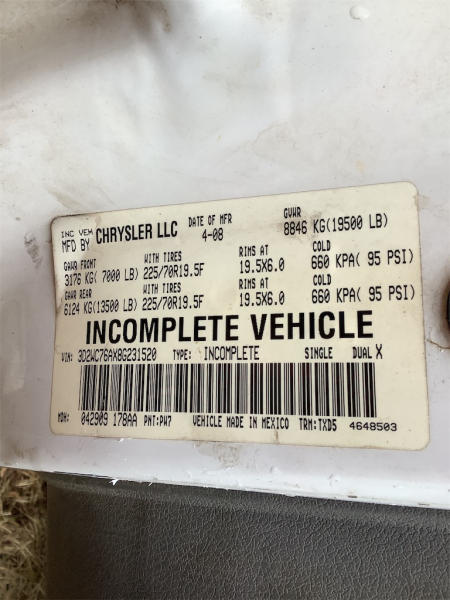 INC VEH MFD BY CHRYSLER LLC DATE OF MFR 4-08 GVWR 8846 KG(19500 LB)
GAWR FRONT WITH TIRES RIMS AT COLD
3176 KG( 7000 LB) 225/70R19.5F 19.5X6.0 660 KPA( 95 PSI)
GAWR REAR WITH TIRES RIMS AT COLD
6124 KG(13500 LB) 225/70R19.5F 19.5X6.0 660 KPA( 95 PSI)
INCOMPLETE VEHICLE
VIN: 3D2WC76AX8G231520 TYPE: INCOMPLETE SINGLE DUAL X
MDH: 042909 178AA PNT:PW7 VEHICLE MADE IN MEXICO TRM:TXD5 4648503